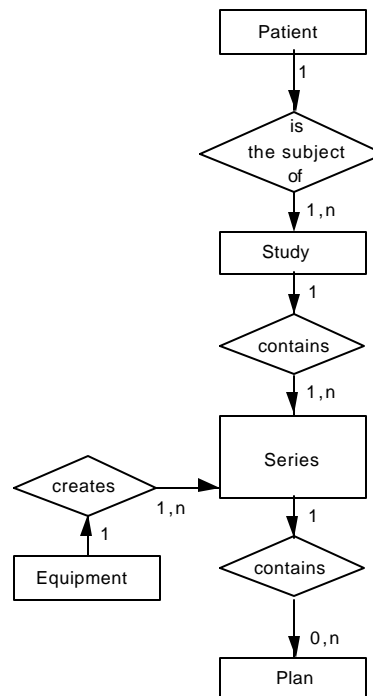 Patient
1
is
the subject
of
1,n
Study
1
contains
1,n
Series
creates
1,n
1
Equipment
1
contains
0,n
Plan